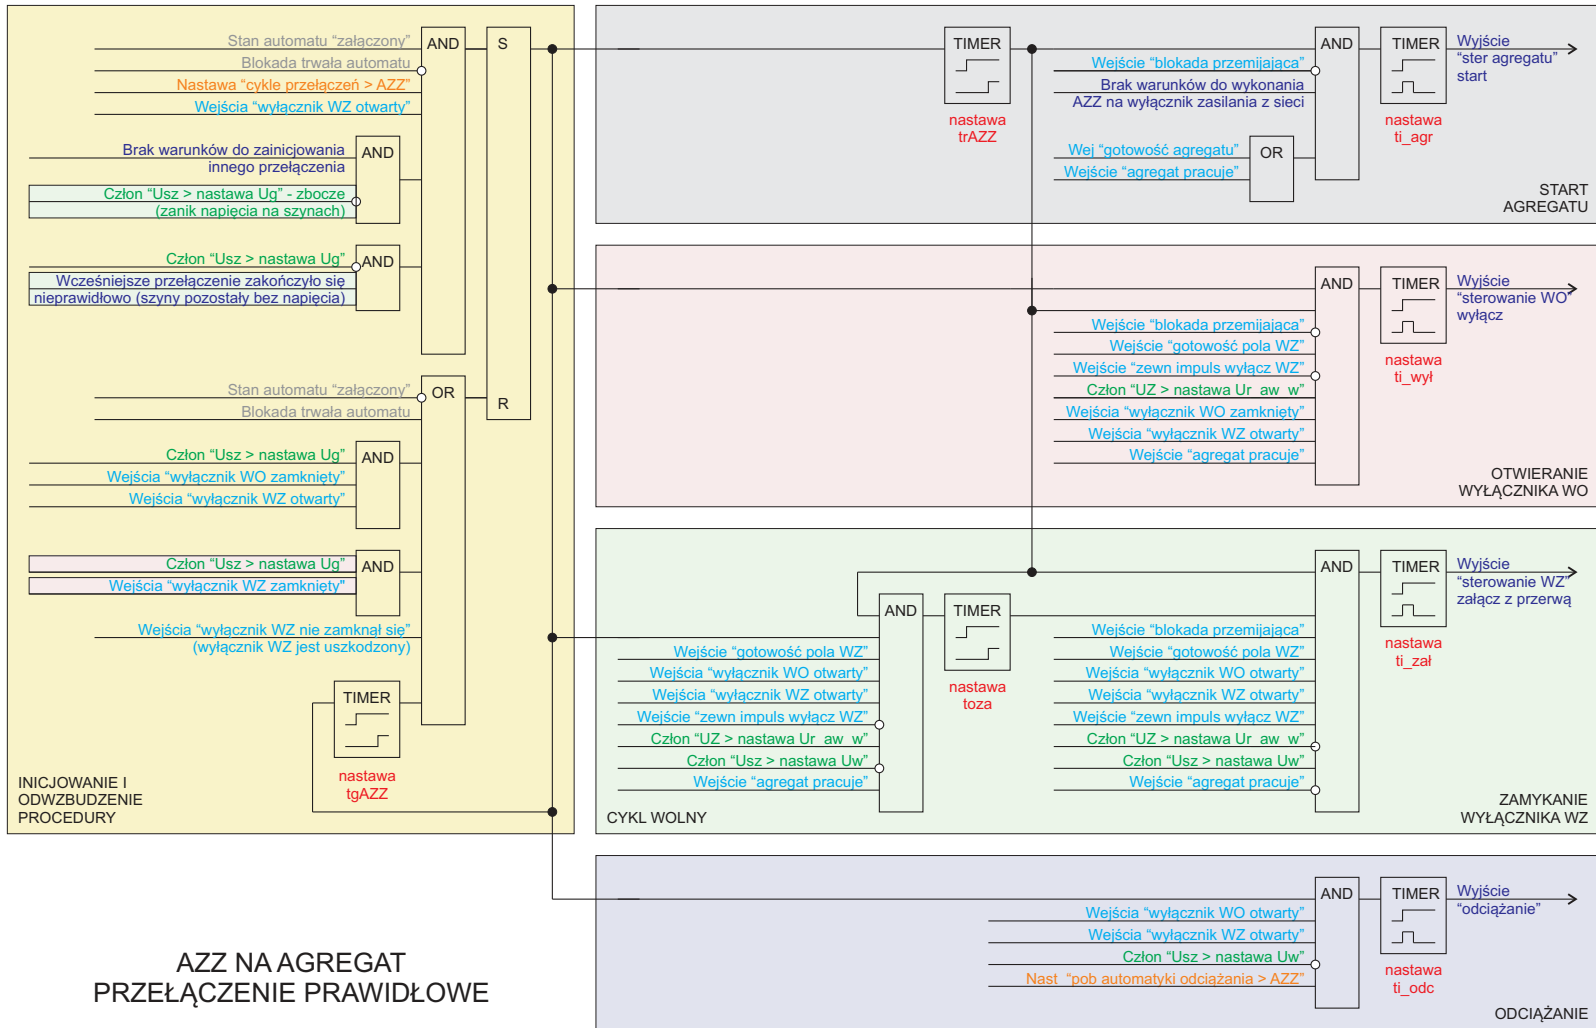 Stan automatu “załączony”
Blokada trwała automatu
Nastawa “cykle przełączeń > AZZ”
Wejścia “wyłącznik WZ otwarty”
AND
S
Brak warunków do zainicjowania
innego przełączenia
AND
Człon “Usz > nastawa Ug” - zbocze
(zanik napięcia na szynach)
Człon “Usz > nastawa Ug”
AND
Wcześniejsze przełączenie zakończyło się
nieprawidłowo (szyny pozostały bez napięcia)
Stan automatu “załączony”
Blokada trwała automatu
OR
R
Człon “Usz > nastawa Ug”
AND
Wejścia “wyłącznik WO zamknięty”
Wejścia “wyłącznik WZ otwarty”
Człon “Usz > nastawa Ug”
AND
Wejścia “wyłącznik WZ zamknięty"
Wejścia “wyłącznik WZ nie zamknął się”
(wyłącznik WZ jest uszkodzony)
TIMER
nastawa
tgAZZ
INICJOWANIE I
ODWZBUDZENIE
PROCEDURY
TIMER
nastawa
trAZZ
Wejście “blokada przemijająca”
Brak warunków do wykonania
AZZ na wyłącznik zasilania z sieci
Wej “gotowość agregatu”
Wejście “agregat pracuje”
OR
AND
TIMER
nastawa
ti_agr
Wyjście
“ster agregatu”
start
START
AGREGATU
AND
TIMER
nastawa
ti_wył
Wyjście
“sterowanie WO”
wyłącz
Wejście “blokada przemijająca”
Wejście “gotowość pola WZ”
Wejście “zewn impuls wyłącz WZ”
Człon “UZ > nastawa Ur aw w”
Wejścia “wyłącznik WO zamknięty”
Wejścia “wyłącznik WZ otwarty”
Wejście “agregat pracuje”
OTWIERANIE
WYŁĄCZNIKA WO
AND
TIMER
nastawa
toza
Wejście “gotowość pola WZ”
Wejścia “wyłącznik WO otwarty”
Wejścia “wyłącznik WZ otwarty”
Wejście “zewn impuls wyłącz WZ”
Człon “UZ > nastawa Ur aw w”
Człon “Usz > nastawa Uw”
Wejście “agregat pracuje”
CYKL WOLNY
AND
TIMER
nastawa
ti_zał
Wyjście
“sterowanie WZ”
załącz z przerwą
Wejście “blokada przemijająca”
Wejście “gotowość pola WZ”
Wejścia “wyłącznik WO otwarty”
Wejścia “wyłącznik WZ otwarty”
Wejście “zewn impuls wyłącz WZ”
Człon “UZ > nastawa Ur aw w”
Człon “Usz > nastawa Uw”
Wejście “agregat pracuje”
ZAMYKANIE
WYŁĄCZNIKA WZ
AND
TIMER
nastawa
ti_odc
Wyjście
“odciążanie”
Wejścia “wyłącznik WO otwarty”
Wejścia “wyłącznik WZ otwarty”
Człon “Usz > nastawa Uw”
Nast “pob automatyki odciążania > AZZ”
ODCIĄŻANIE
AZZ NA AGREGAT
PRZEŁĄCZENIE PRAWIDŁOWE